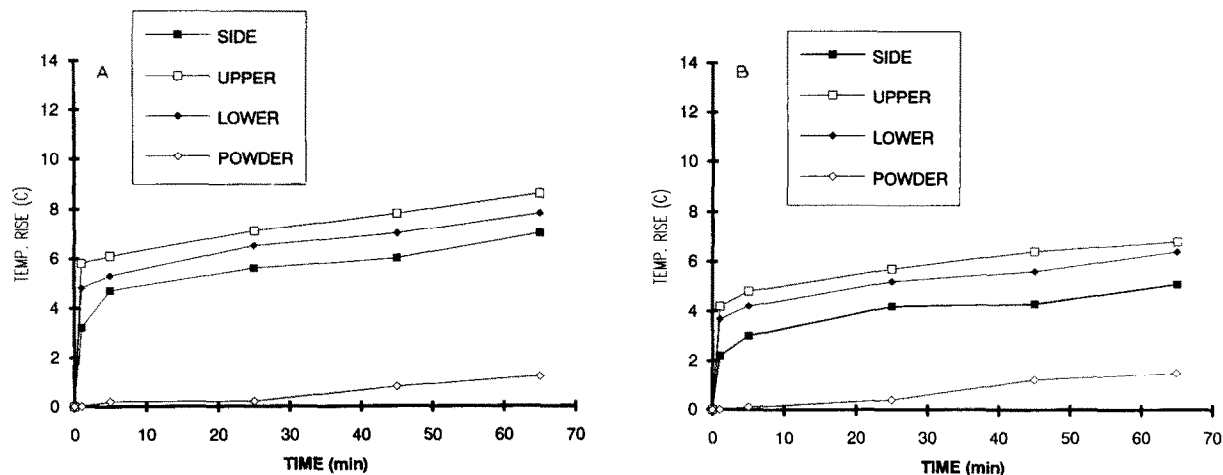 SIDE
UPPER
LOWER
POWDER
A
14
12
10
8
6
4
2
0
TEMP. RISE (C)
0 10 20 30 40 50 60 70
TIME (min)
SIDE
UPPER
LOWER
POWDER
B
14
12
10
8
6
4
2
0
TEMP. RISE (C)
0 10 20 30 40 50 60 70
TIME (min)